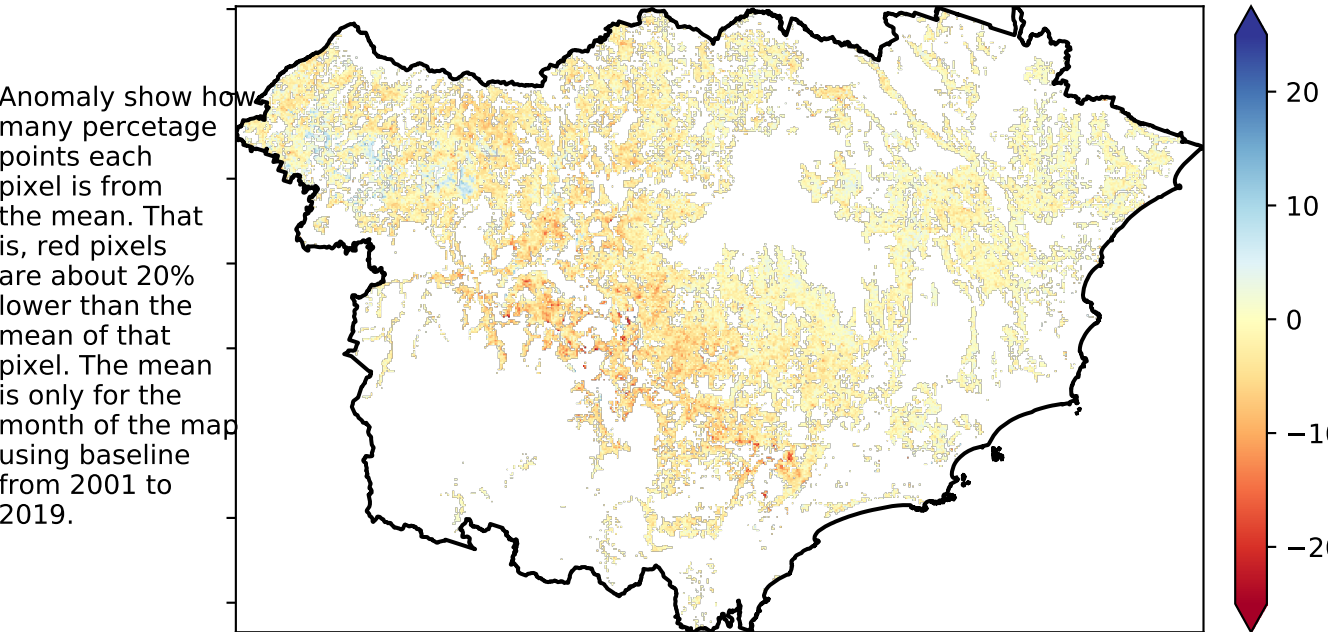 Anomaly show how
many percetage
points each
pixel is from
the mean. That
is, red pixels
are about 20%
lower than the
mean of that
pixel. The mean
is only for the
month of the map
using baseline
from 2001 to
2019.
20
10
0
−10
−20